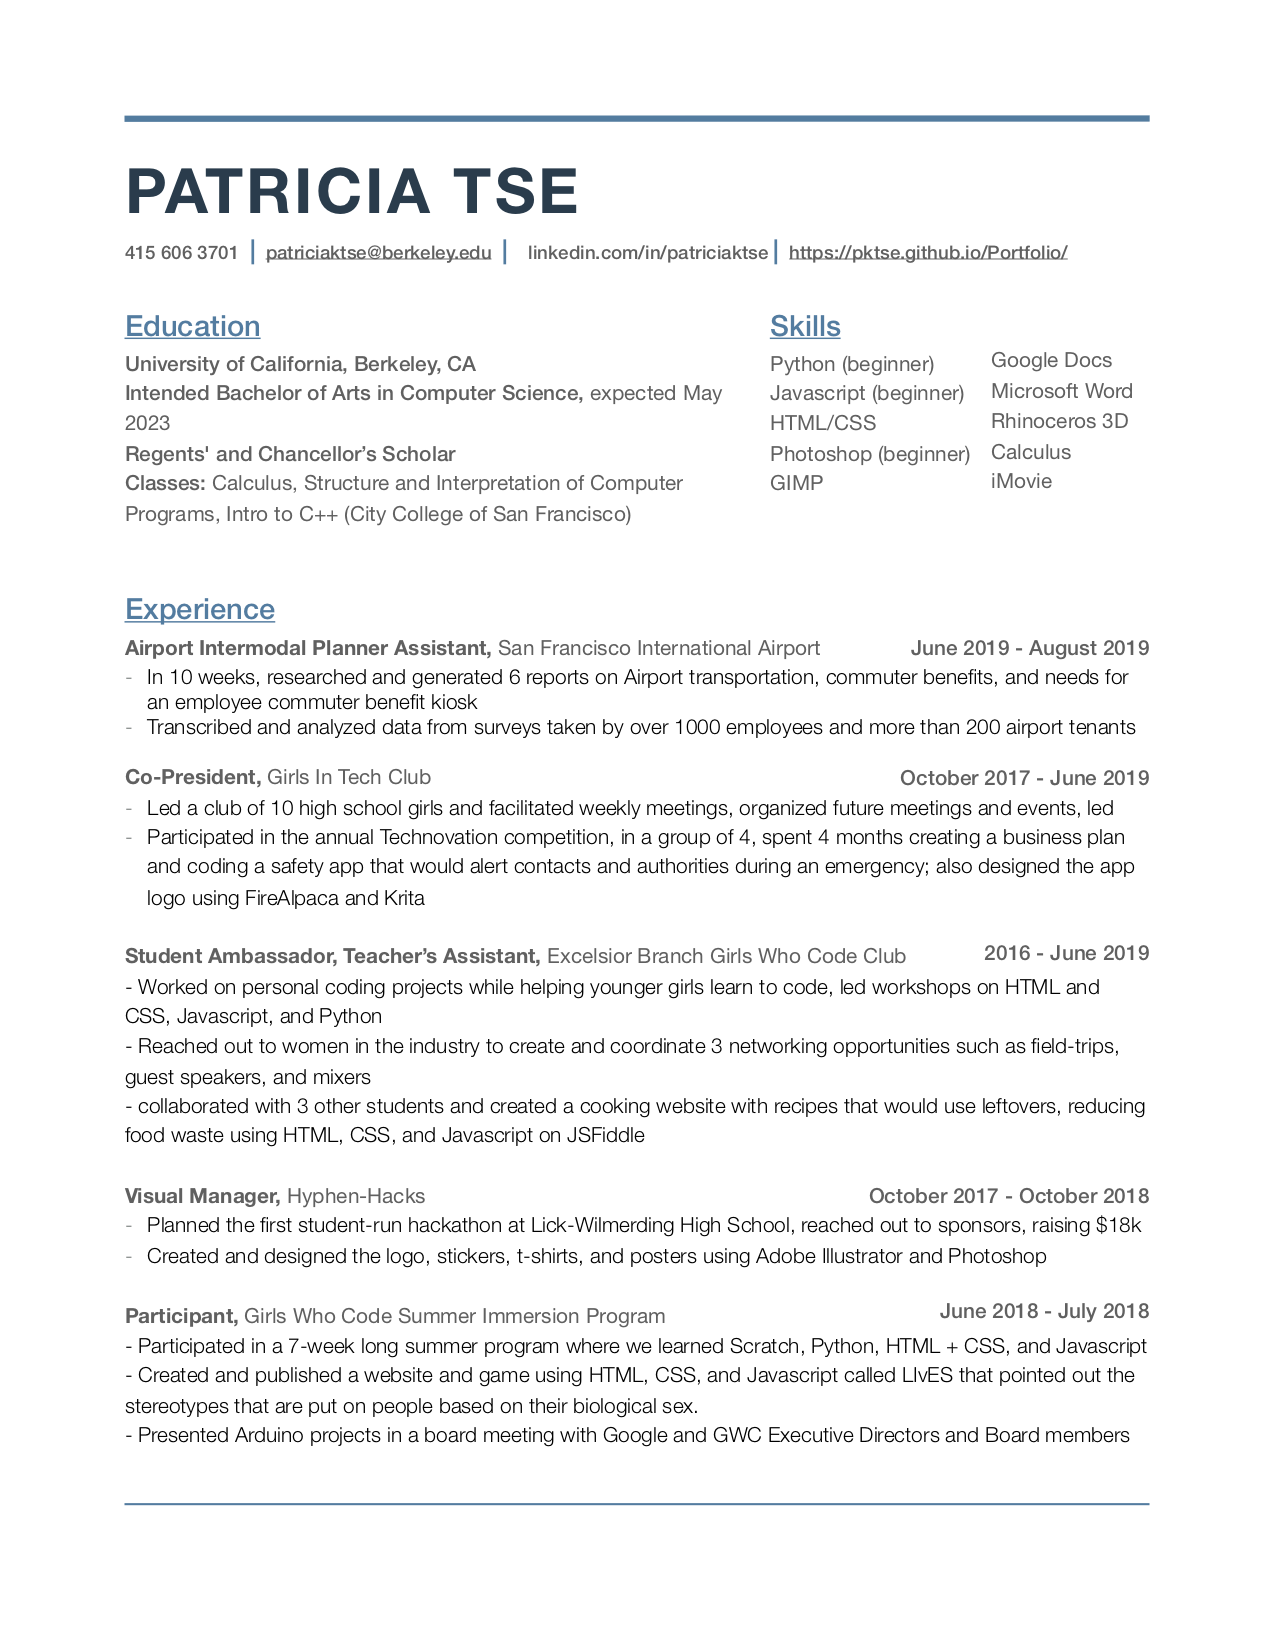 PATRICIA TSE
415 606 3701 | patriciaktse@berkeley.edu | linkedin.com/in/patriciaktse | https://pktse.github.io/Portfolio/
Education
University of California, Berkeley, CA
Intended Bachelor of Arts in Computer Science, expected May
2023
Regents' and Chancellor’s Scholar
Classes: Calculus, Structure and Interpretation of Computer
Programs, Intro to C++ (City College of San Francisco)
Skills
Python (beginner)
Javascript (beginner)
HTML/CSS
Photoshop (beginner)
GIMP
Google Docs
Microsoft Word
Rhinoceros 3D
Calculus
iMovie
Experience
Airport Intermodal Planner Assistant, San Francisco International Airport June 2019 - August 2019
- In 10 weeks, researched and generated 6 reports on Airport transportation, commuter benefits, and needs for
an employee commuter benefit kiosk
- Transcribed and analyzed data from surveys taken by over 1000 employees and more than 200 airport tenants
Co-President, Girls In Tech Club October 2017 - June 2019
- Led a club of 10 high school girls and facilitated weekly meetings, organized future meetings and events, led
- Participated in the annual Technovation competition, in a group of 4, spent 4 months creating a business plan
and coding a safety app that would alert contacts and authorities during an emergency; also designed the app
logo using FireAlpaca and Krita
Student Ambassador, Teacher’s Assistant, Excelsior Branch Girls Who Code Club 2016 - June 2019
- Worked on personal coding projects while helping younger girls learn to code, led workshops on HTML and
CSS, Javascript, and Python
- Reached out to women in the industry to create and coordinate 3 networking opportunities such as field-trips,
guest speakers, and mixers
- collaborated with 3 other students and created a cooking website with recipes that would use leftovers, reducing
food waste using HTML, CSS, and Javascript on JSFiddle
Visual Manager, Hyphen-Hacks October 2017 - October 2018
- Planned the first student-run hackathon at Lick-Wilmerding High School, reached out to sponsors, raising $18k
- Created and designed the logo, stickers, t-shirts, and posters using Adobe Illustrator and Photoshop
Participant, Girls Who Code Summer Immersion Program June 2018 - July 2018
- Participated in a 7-week long summer program where we learned Scratch, Python, HTML + CSS, and Javascript
- Created and published a website and game using HTML, CSS, and Javascript called LIvES that pointed out the
stereotypes that are put on people based on their biological sex.
- Presented Arduino projects in a board meeting with Google and GWC Executive Directors and Board members